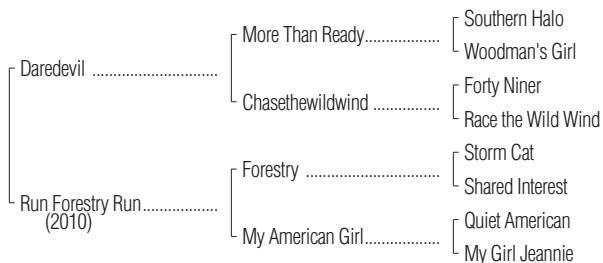 Southern Halo
More Than Ready..................
Woodman's Girl
Daredevil ..............................
Forty Niner
Chasethewildwind ................
Race the Wild Wind
Storm Cat
Forestry ................................
Shared Interest
Run Forestry Run..................
(2010)
Quiet American
My American Girl..................
My Girl Jeannie